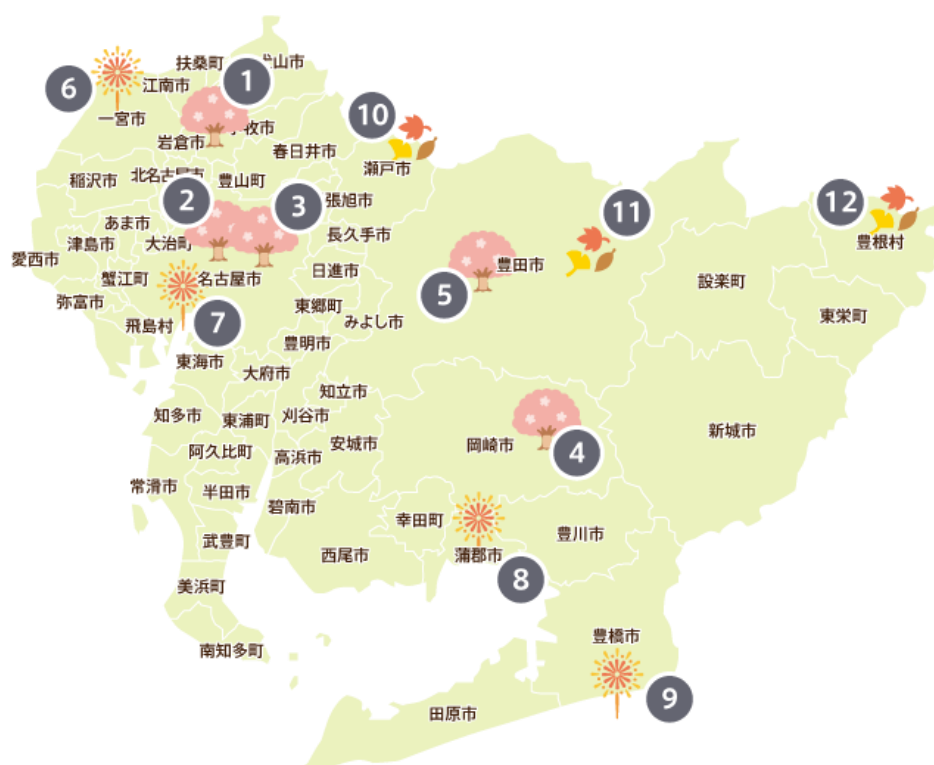 扶桑町
山市
1
6
江南市
一宮市
牧市
10
岩倉市
春日井市
瀬戸市
稲沢市
豊山町
2
3
張旭市
11
12
あま市
長久手市
津島市
大治町
豊根村
愛西市
日進市
豊田市
蟹江町
名古屋市
設楽町
弥富市
5
東郷町
飛島村
7
みよし市
東栄町
豊明市
東海市
大府市
知立市
知多市
東浦町
刈谷市
新城市
安城市
岡崎市
4
阿久比町
高浜市
常滑市
半田市
碧南市
幸田町
豊川市
武豊町
西尾市
蒲郡市
8
美浜町
豊橋市
南知多町
9
田原市